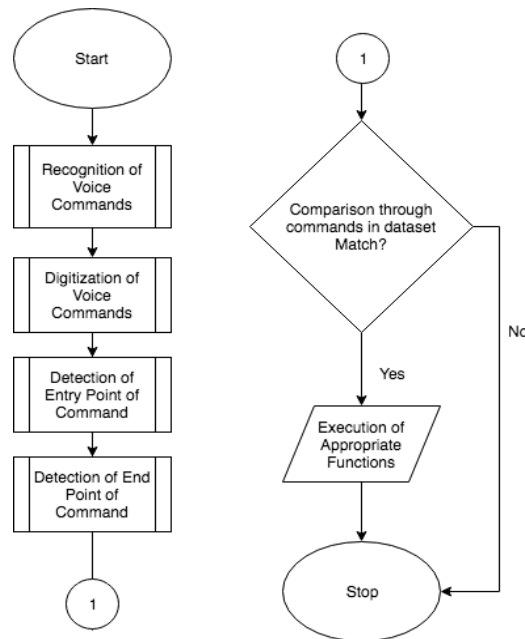 Start
Recognition of
Voice
Commands
Digitization of
Voice
Commands
Detection of
Entry Point of
Command
Detection of End
Point of
Command
1
1
Comparison through
commands in dataset
Match?
No
Yes
Execution of
Appropriate
Functions
Stop